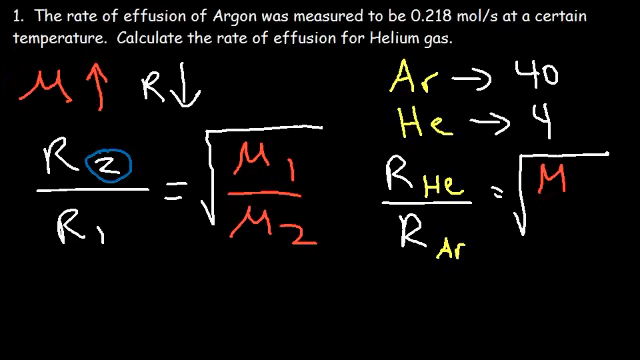 1. The rate of effusion of Argon was measured to be 0.218 mol/s at a certain
temperature. Calculate the rate of effusion for Helium gas.
M ↑ R ↓
R2/R1 = √(M1/M2)
Ar → 40
He → 4
RHe/RAr = √M